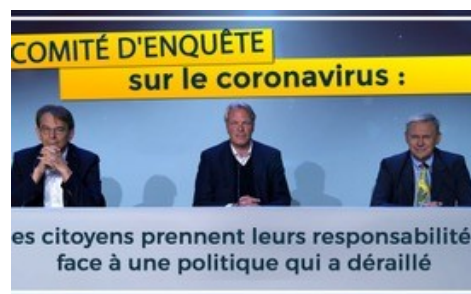 COMITÉ D'ENQUÊTE
sur le coronavirus :
es citoyens prennent leurs responsabilité
face à une politique qui a déraillé